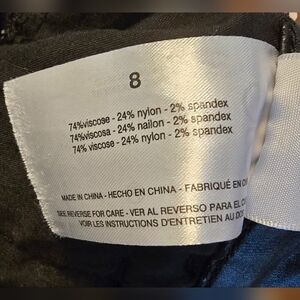 8
74%viscose - 24% nylon - 2% spandex
74%viscosa - 24% nailon - 2% spandex
74% viscose - 24% nylon - 2% spandex
MADE IN CHINA - HECHO EN CHINA - FABRIQUÉ EN
SEE REVERSE FOR CARE - VER AL REVERSO PARA EL
VOIR LES INSTRUCTIONS D'ENTRETIEN AU